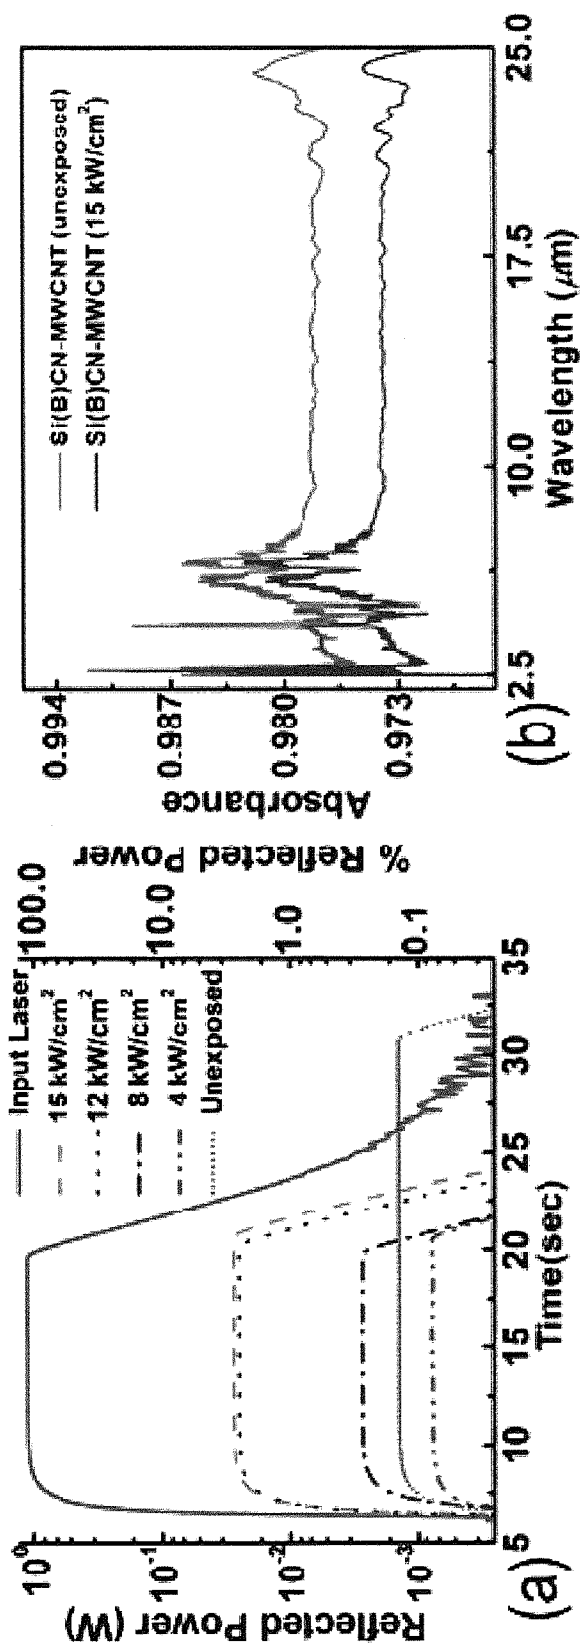 Reflected Power (W)
10⁰
10⁻¹
10⁻²
10⁻³
5
10
15
20
25
30
35
Time(sec)
100.0
10.0
1.0
0.1
% Reflected Power
Input Laser
15 kW/cm²
12 kW/cm²
8 kW/cm²
4 kW/cm²
Unexposed
(a)
Absorbance
0.994
0.987
0.980
0.973
2.5
10.0
17.5
25.0
Wavelength (μm)
Si(B)CN-MWCNT (unexposed)
Si(B)CN-MWCNT (15 kW/cm²)
(b)